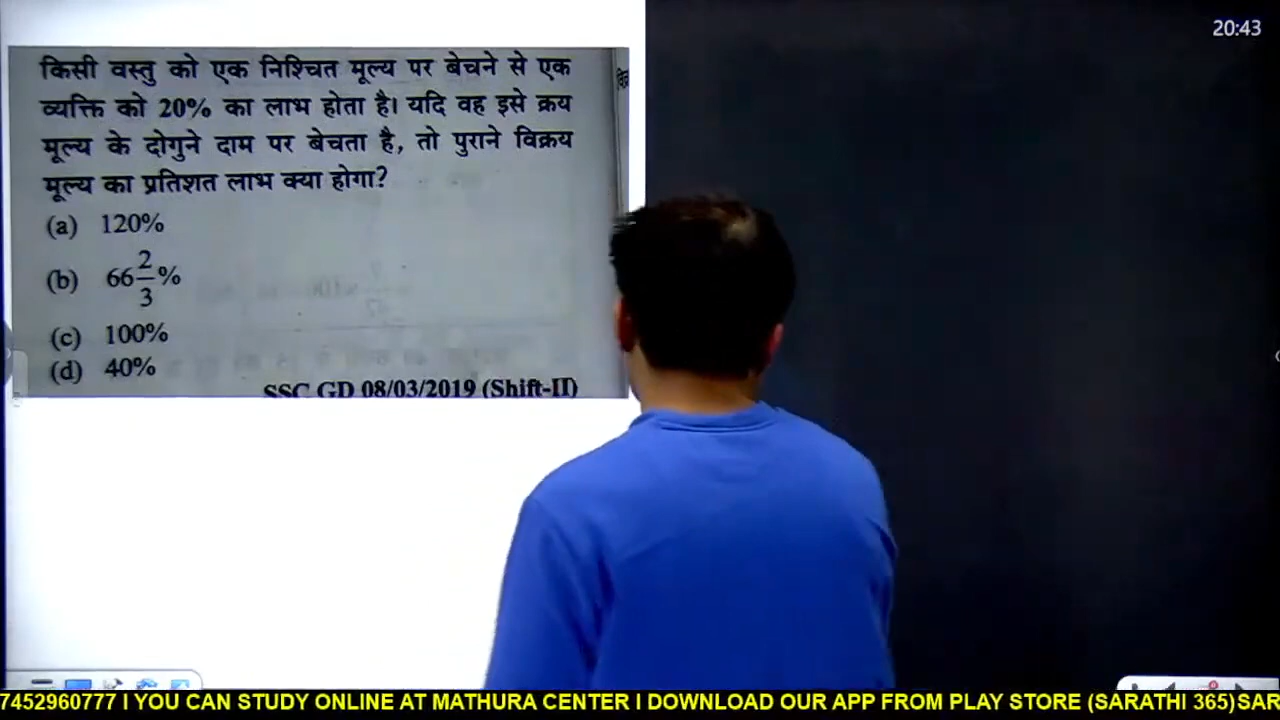 20:43
किसी वस्तु को एक निश्चित मूल्य पर बेचने से एक
व्यक्ति को 20% का लाभ होता है। यदि वह इसे क्रय
मूल्य के दोगुने दाम पर बेचता है, तो पुराने विक्रय
मूल्य का प्रतिशत लाभ क्या होगा?
(a) 120%
(b) 66 2/3 %
(c) 100%
(d) 40%
SSC GD 08/03/2019 (Shift-II)
7452960777 I YOU CAN STUDY ONLINE AT MATHURA CENTER I DOWNLOAD OUR APP FROM PLAY STORE (SARATHI 365)SAR